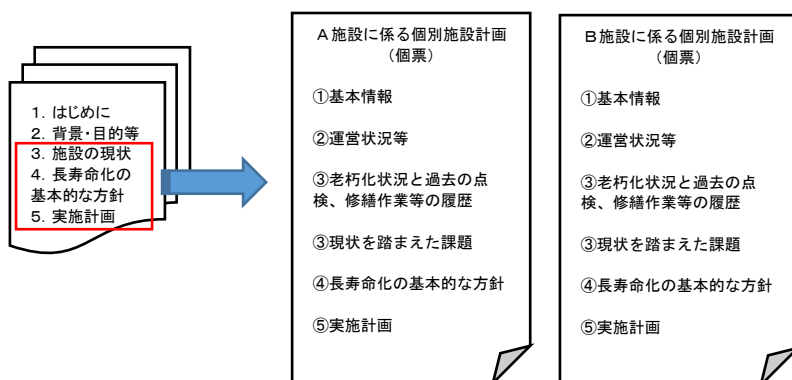 1．はじめに
2．背景・目的等
3．施設の現状
4．長寿命化の
基本的な方針
5．実施計画
A施設に係る個別施設計画
（個票）
①基本情報
②運営状況等
③老朽化状況と過去の点
検、修繕作業等の履歴
③現状を踏まえた課題
④長寿命化の基本的な方針
⑤実施計画
B施設に係る個別施設計画
（個票）
①基本情報
②運営状況等
③老朽化状況と過去の点
検、修繕作業等の履歴
③現状を踏まえた課題
④長寿命化の基本的な方針
⑤実施計画